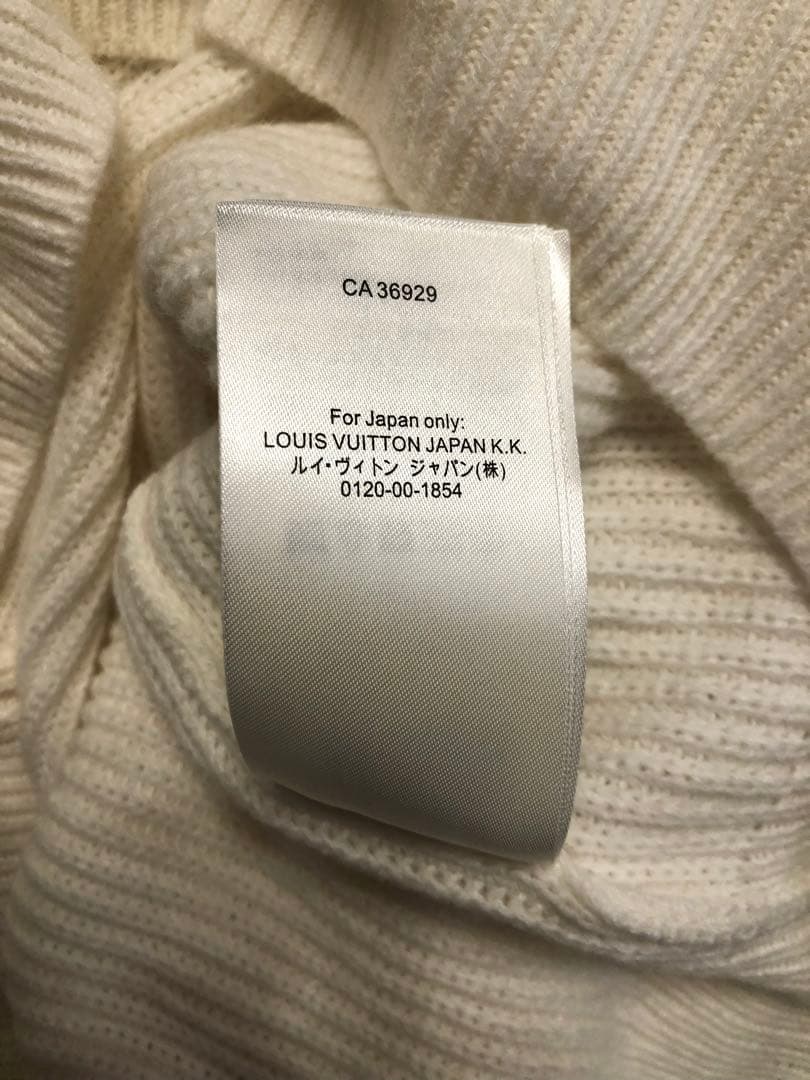 CA 36929
For Japan only:
LOUIS VUITTON JAPAN K.K.
ルイ・ヴィトン ジャパン(株)
0120-00-1854